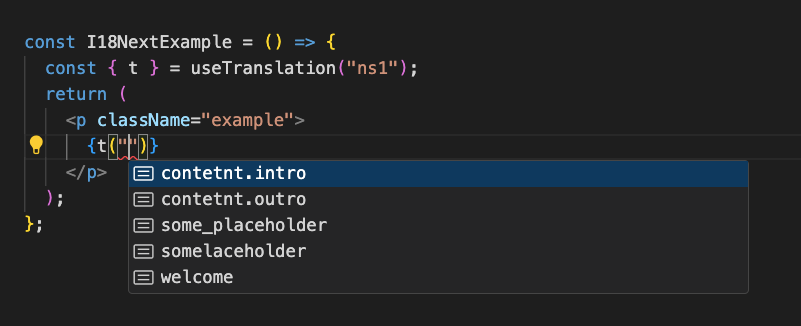 const I18NextExample = () => {
const { t } = useTranslation("ns1");
return (
<p className="example">
{t("")}
</p>
contetnt.intro
);
contetnt.outro
};
some_placeholder
somelaceholder
welcome